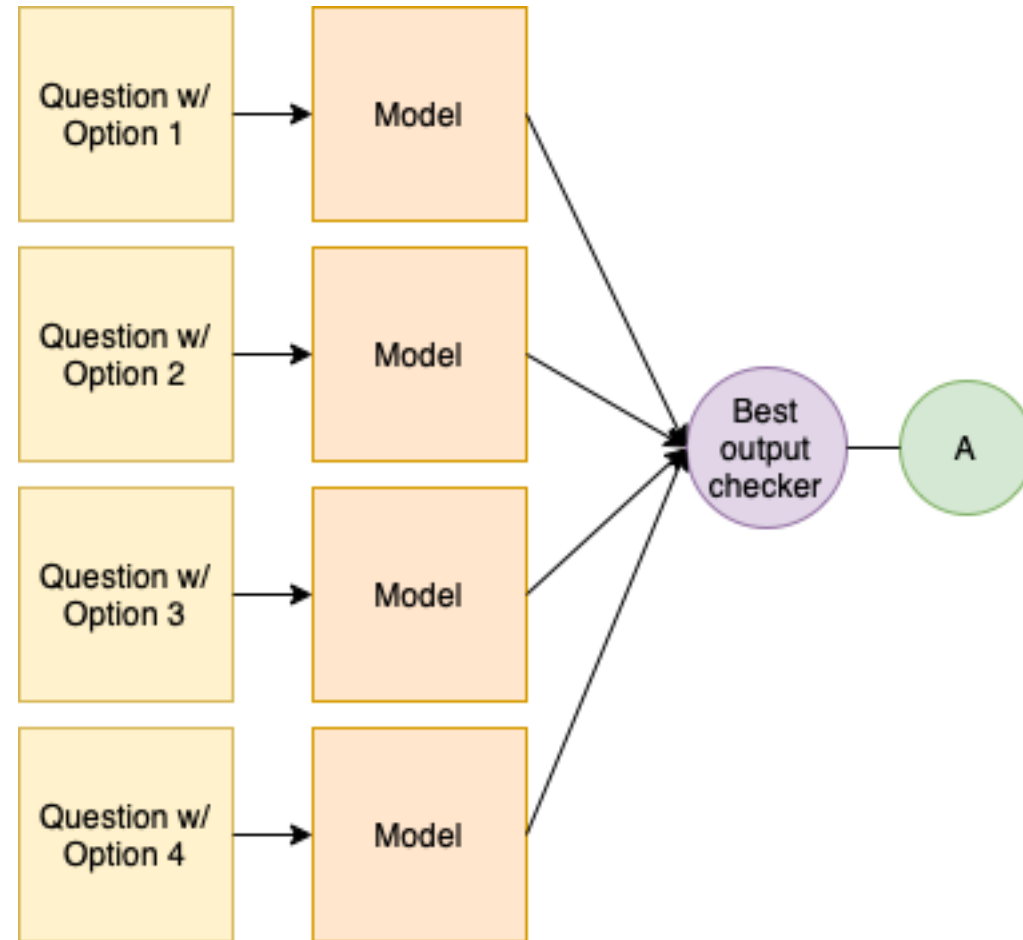 Question w/
Option 1
Model
Question w/
Option 2
Model
Question w/
Option 3
Model
Question w/
Option 4
Model
Best
output
checker
A